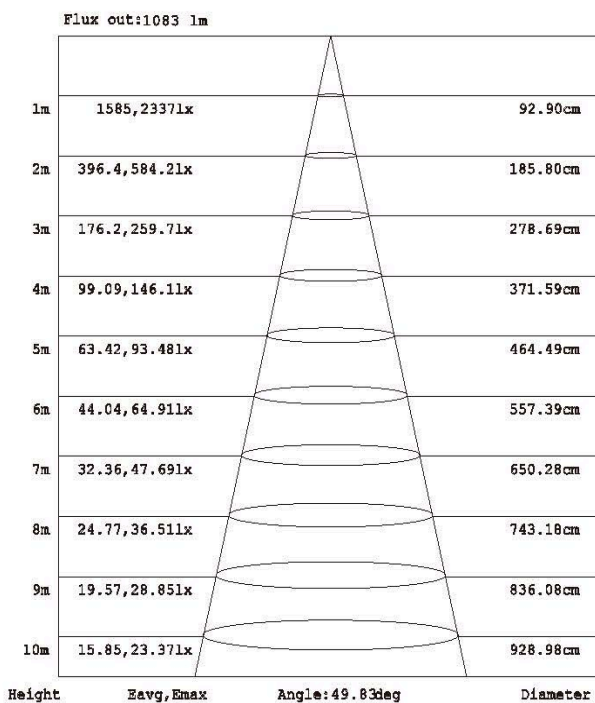 Flux out:1083 lm
1m 1585,2337lx 92.90cm
2m 396.4,584.2lx 185.80cm
3m 176.2,259.7lx 278.69cm
4m 99.09,146.1lx 371.59cm
5m 63.42,93.48lx 464.49cm
6m 44.04,64.91lx 557.39cm
7m 32.36,47.69lx 650.28cm
8m 24.77,36.51lx 743.18cm
9m 19.57,28.85lx 836.08cm
10m 15.85,23.37lx 928.98cm
Height Eavg,Emax Angle:49.83deg Diameter